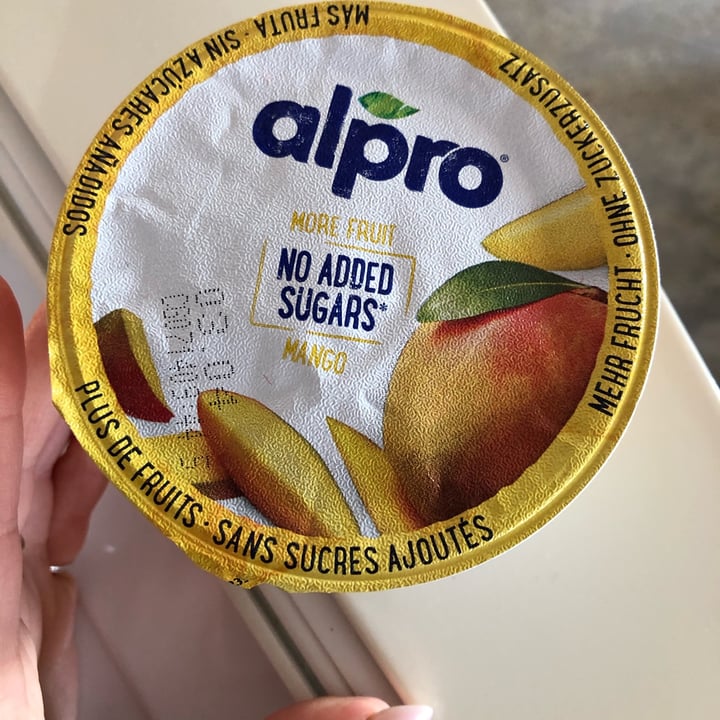 alpro®
MORE FRUIT
NO ADDED
SUGARS*
MANGO
MÁS FRUTA · SIN AZÚCARES AÑADIDOS
MEHR FRUCHT · OHNE ZUCKERZUSATZ
PLUS DE FRUITS · SANS SUCRES AJOUTÉS